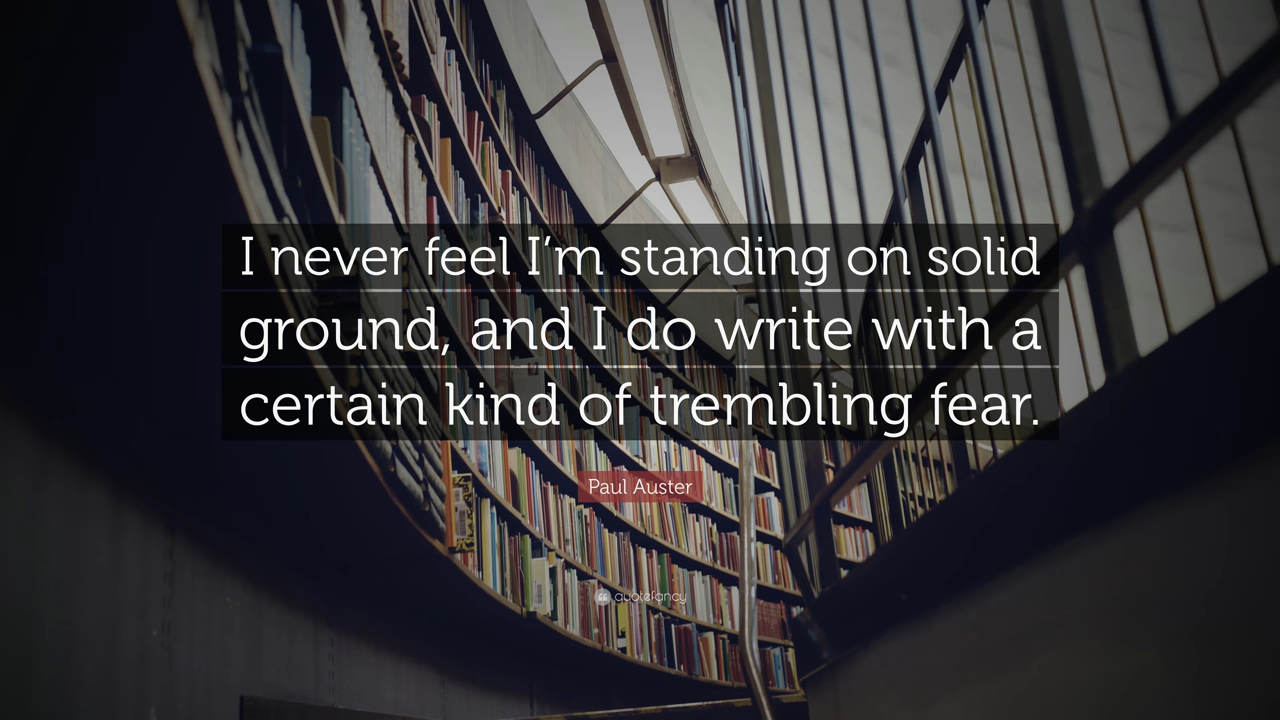 I never feel I’m standing on solid
ground, and I do write with a
certain kind of trembling fear.
Paul Auster
quotefancy